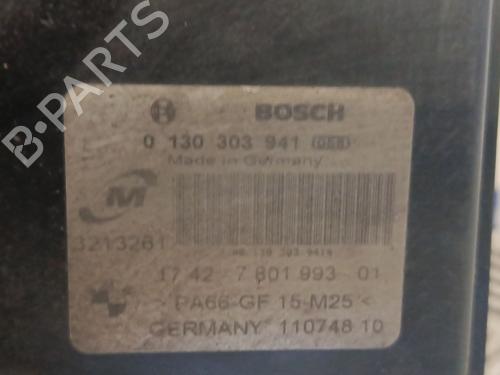 B-PARTS
BOSCH
0 130 303 941
Made in Germany
M
3213261
17 42 7 801 993 01
> PA66-GF 15-M25 <
GERMANY 110748 10
B-PARTS